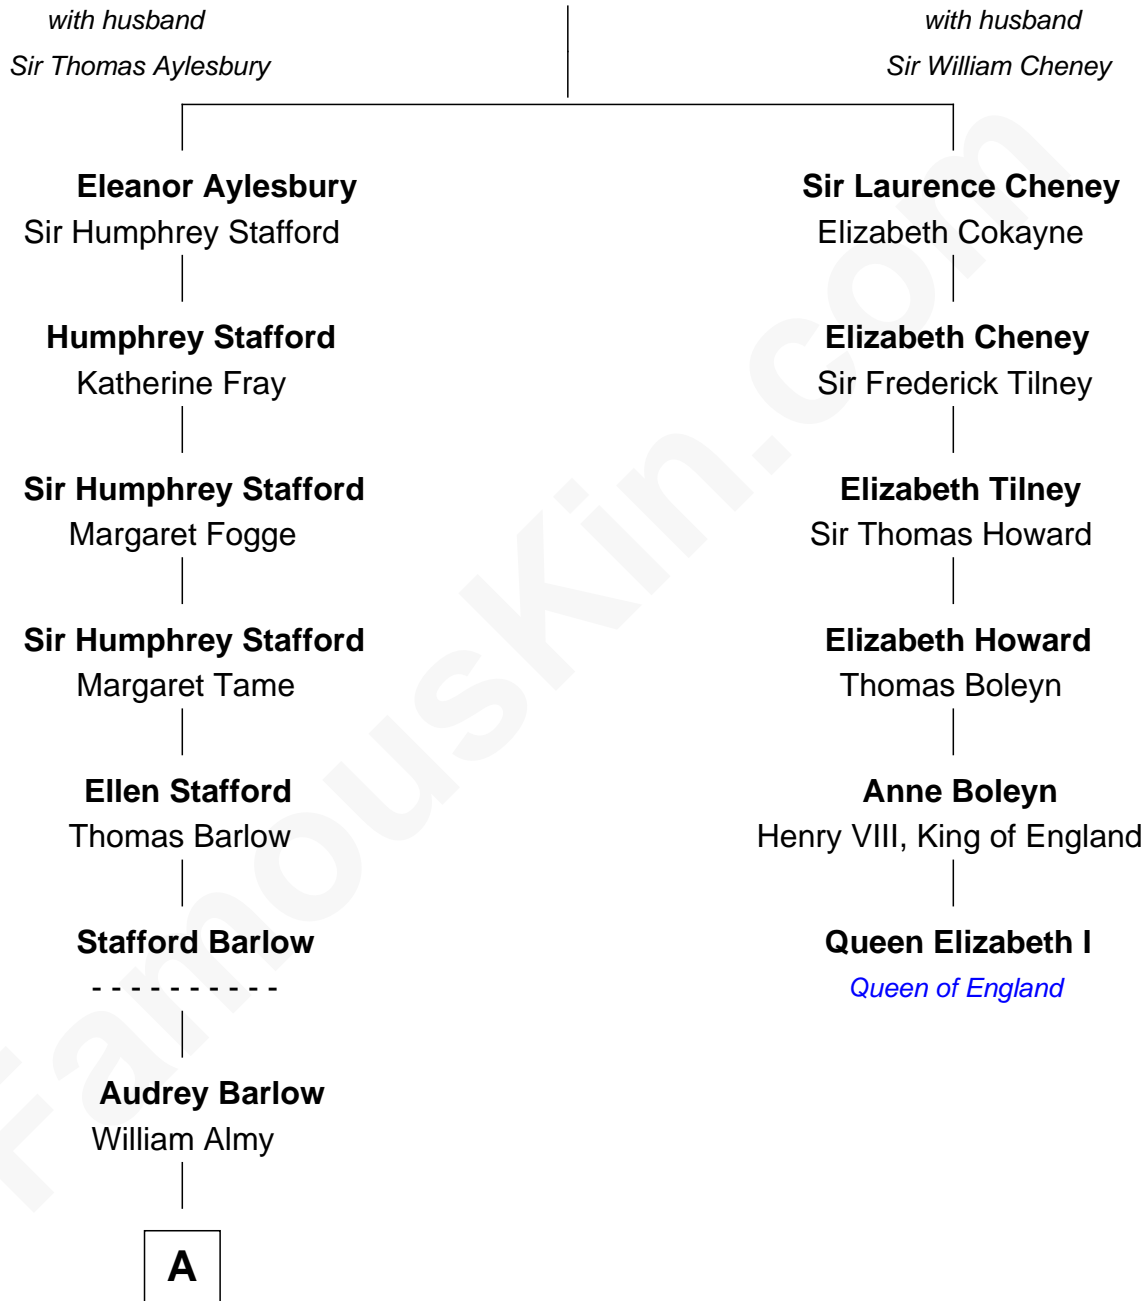 with husband
with husband
Sir Thomas Aylesbury
Sir William Cheney
Eleanor Aylesbury
Sir Laurence Cheney
Sir Humphrey Stafford
Elizabeth Cokayne
Humphrey Stafford
Elizabeth Cheney
Katherine Fray
Sir Frederick Tilney
Sir Humphrey Stafford
Elizabeth Tilney
Margaret Fogge
Sir Thomas Howard
Sir Humphrey Stafford
Elizabeth Howard
Margaret Tame
Thomas Boleyn
Ellen Stafford
Anne Boleyn
Thomas Barlow
Henry VIII, King of England
Stafford Barlow
Queen Elizabeth I
- - - - - - - - - -
Queen of England
Audrey Barlow
William Almy
A
FamousKin.com